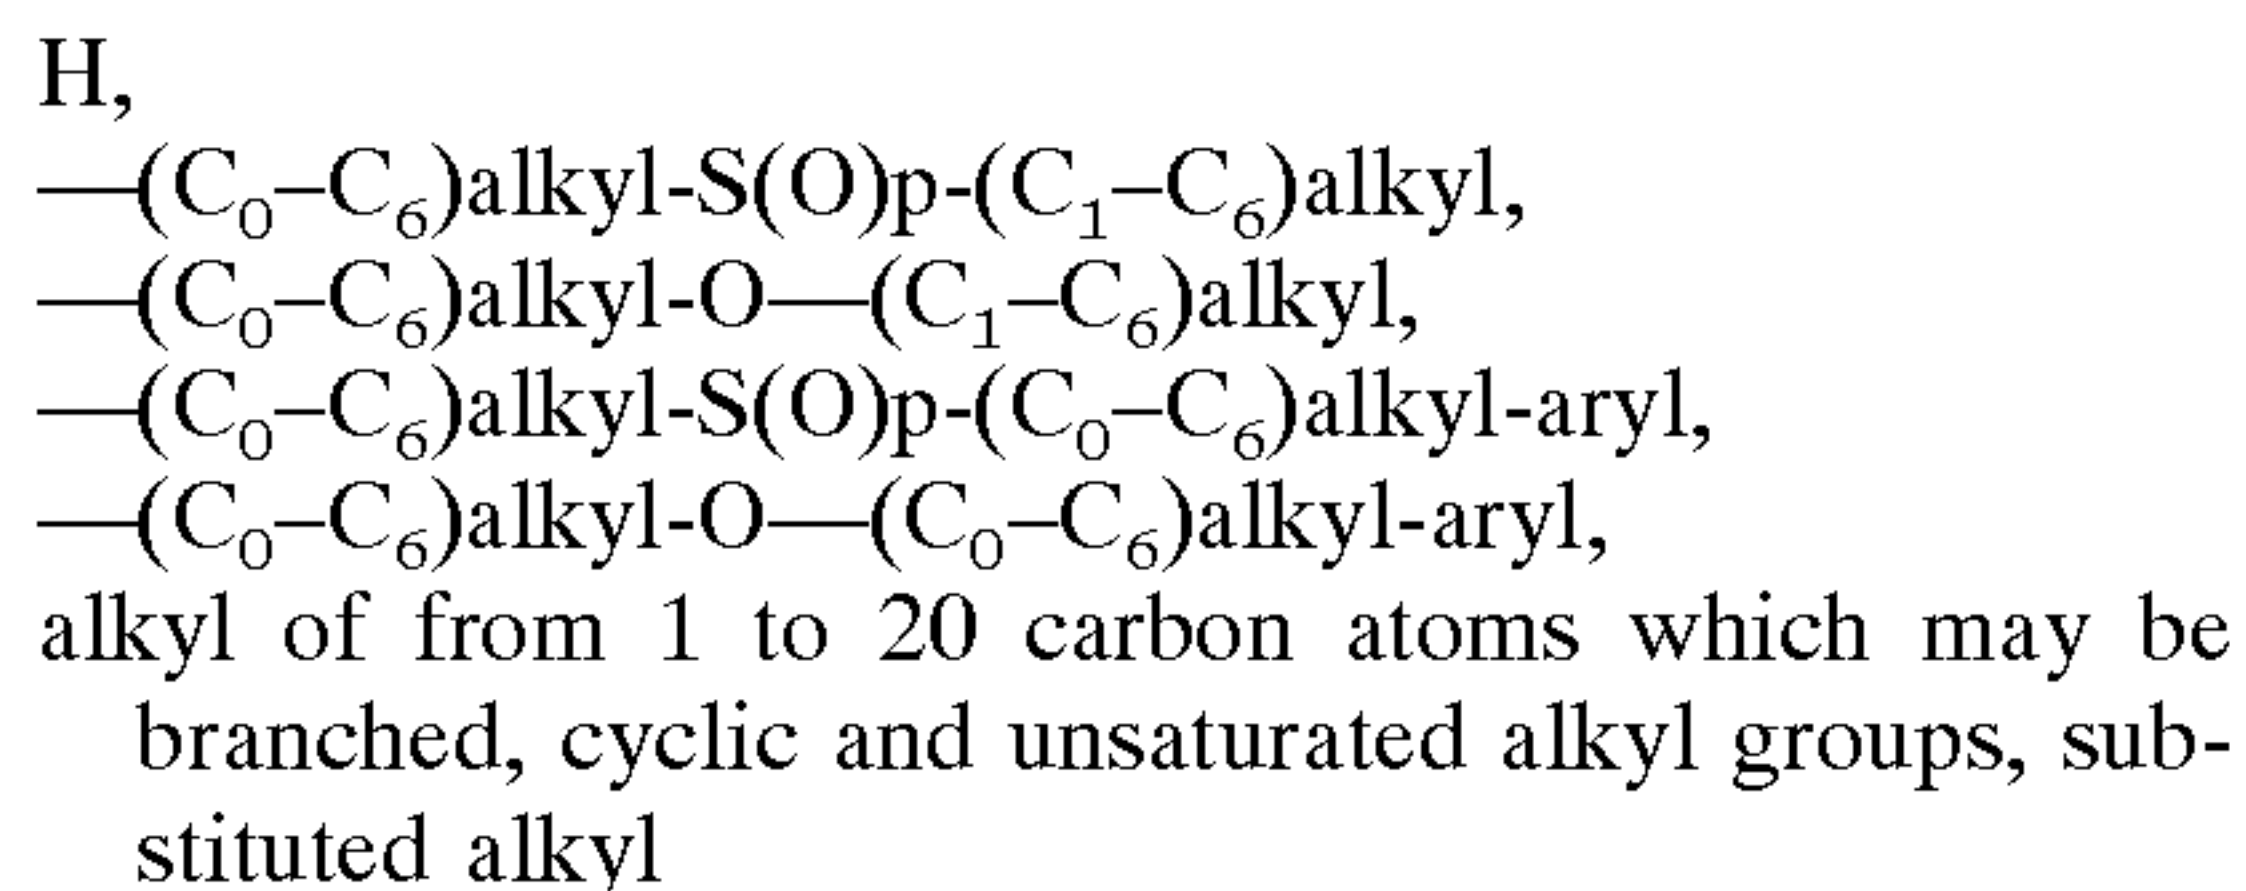 H,
—(C₀–C₆)alkyl-S(O)p-(C₁–C₆)alkyl,
—(C₀–C₆)alkyl-O—(C₁–C₆)alkyl,
—(C₀–C₆)alkyl-S(O)p-(C₀–C₆)alkyl-aryl,
—(C₀–C₆)alkyl-O—(C₀–C₆)alkyl-aryl,
alkyl of from 1 to 20 carbon atoms which may be
branched, cyclic and unsaturated alkyl groups, sub-
stituted alkyl